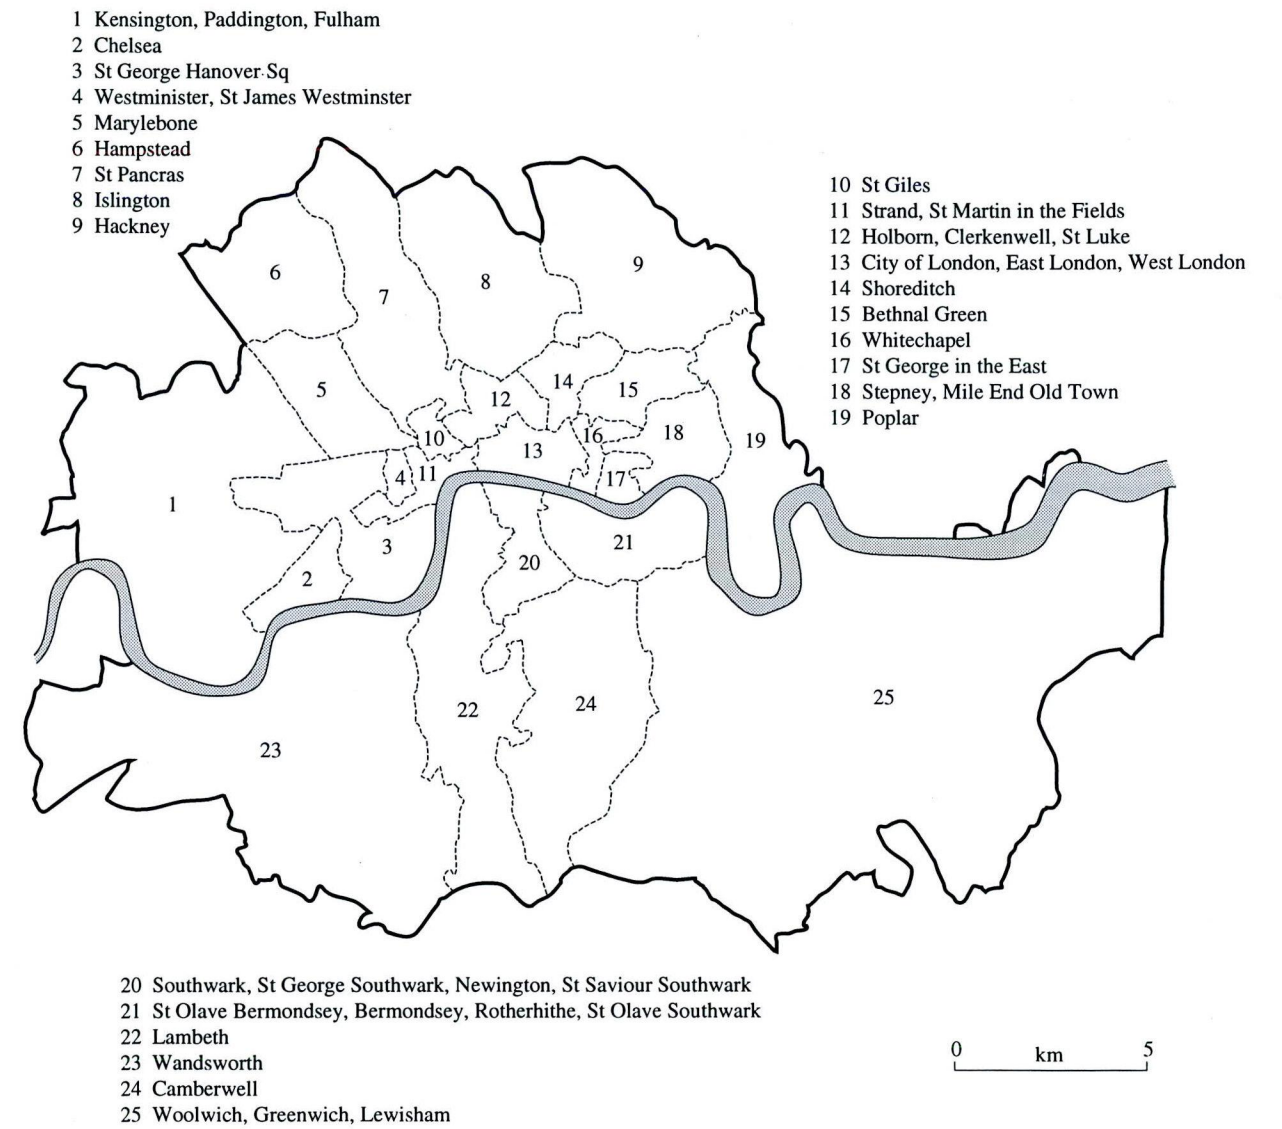 1 Kensington, Paddington, Fulham
2 Chelsea
3 St George Hanover Sq
4 Westminister, St James Westminster
5 Marylebone
6 Hampstead
7 St Pancras
8 Islington
9 Hackney
10 St Giles
11 Strand, St Martin in the Fields
12 Holborn, Clerkenwell, St Luke
13 City of London, East London, West London
14 Shoreditch
15 Bethnal Green
16 Whitechapel
17 St George in the East
18 Stepney, Mile End Old Town
19 Poplar
6
7
8
9
5
14
15
12
10
16
18
19
13
4
11
17
1
3
21
20
2
25
24
22
23
20 Southwark, St George Southwark, Newington, St Saviour Southwark
21 St Olave Bermondsey, Bermondsey, Rotherhithe, St Olave Southwark
22 Lambeth
23 Wandsworth
24 Camberwell
25 Woolwich, Greenwich, Lewisham
0 km 5